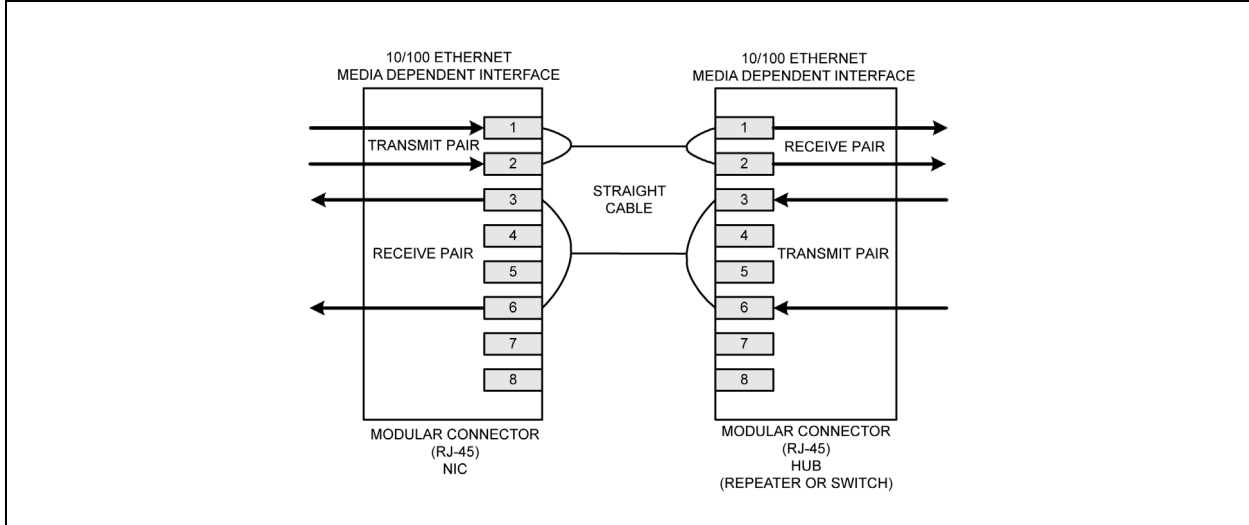 10/100 ETHERNET
MEDIA DEPENDENT INTERFACE
1
TRANSMIT PAIR
2
3
4
RECEIVE PAIR
5
6
7
8
MODULAR CONNECTOR
(RJ-45)
NIC
STRAIGHT
CABLE
10/100 ETHERNET
MEDIA DEPENDENT INTERFACE
1
RECEIVE PAIR
2
3
4
TRANSMIT PAIR
5
6
7
8
MODULAR CONNECTOR
(RJ-45)
HUB
(REPEATER OR SWITCH)